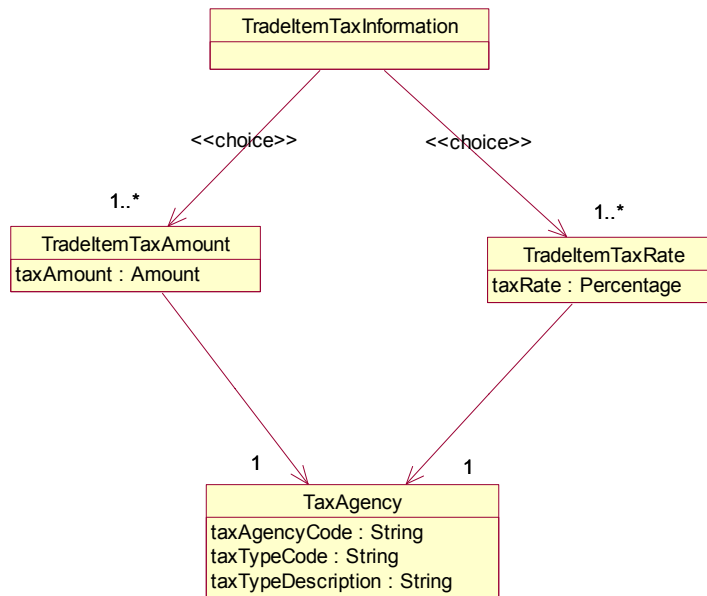 TradeItemTaxInformation
<<choice>>
<<choice>>
1..*
1..*
TradeItemTaxAmount
taxAmount : Amount
TradeItemTaxRate
taxRate : Percentage
1
1
TaxAgency
taxAgencyCode : String
taxTypeCode : String
taxTypeDescription : String